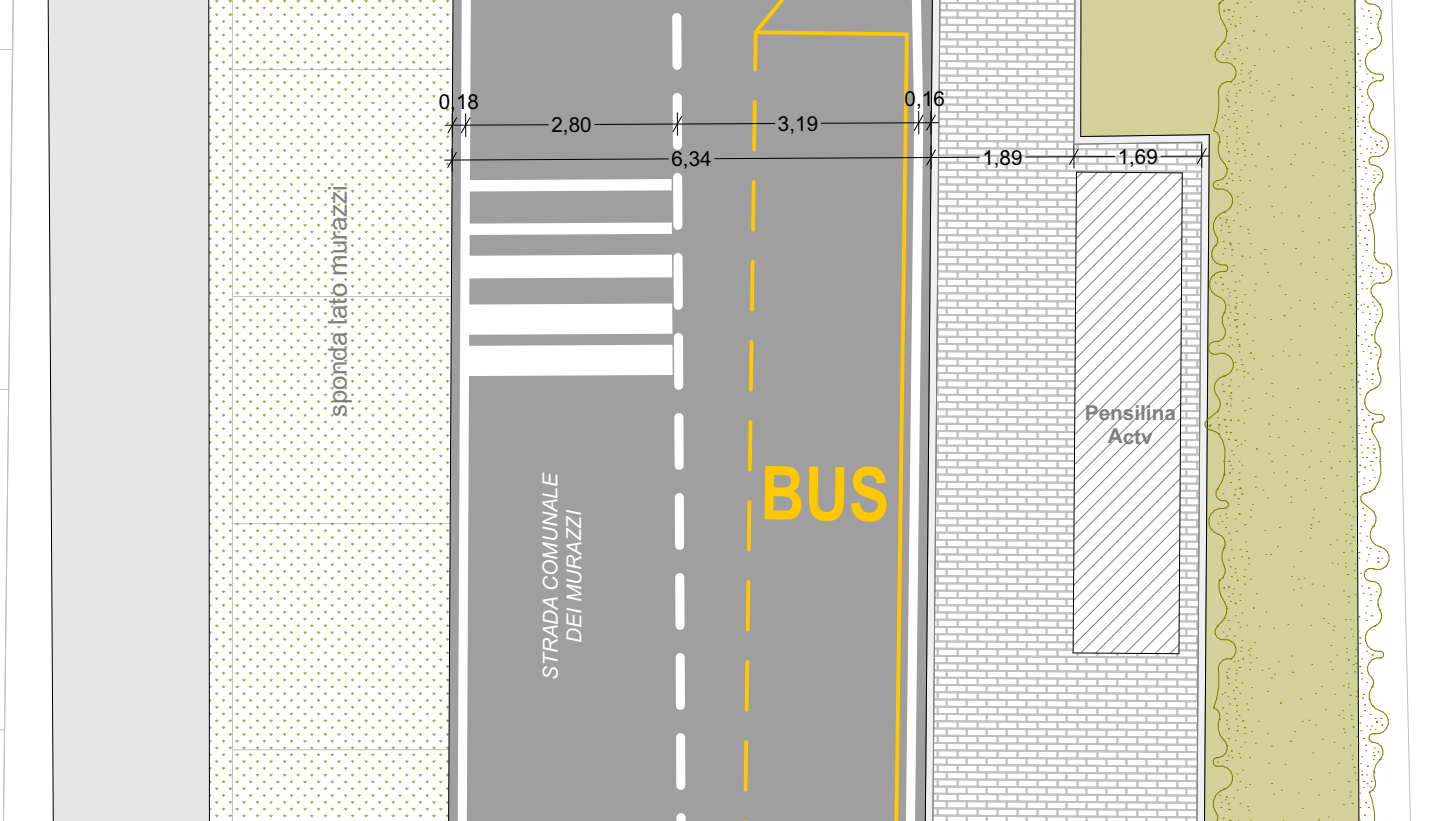 0,18
0,16
2,80
3,19
6,34
1,89
1,69
sponda lato murazzi
Pensilina
Actv
BUS
STRADA COMUNALE
DEI MURAZZI